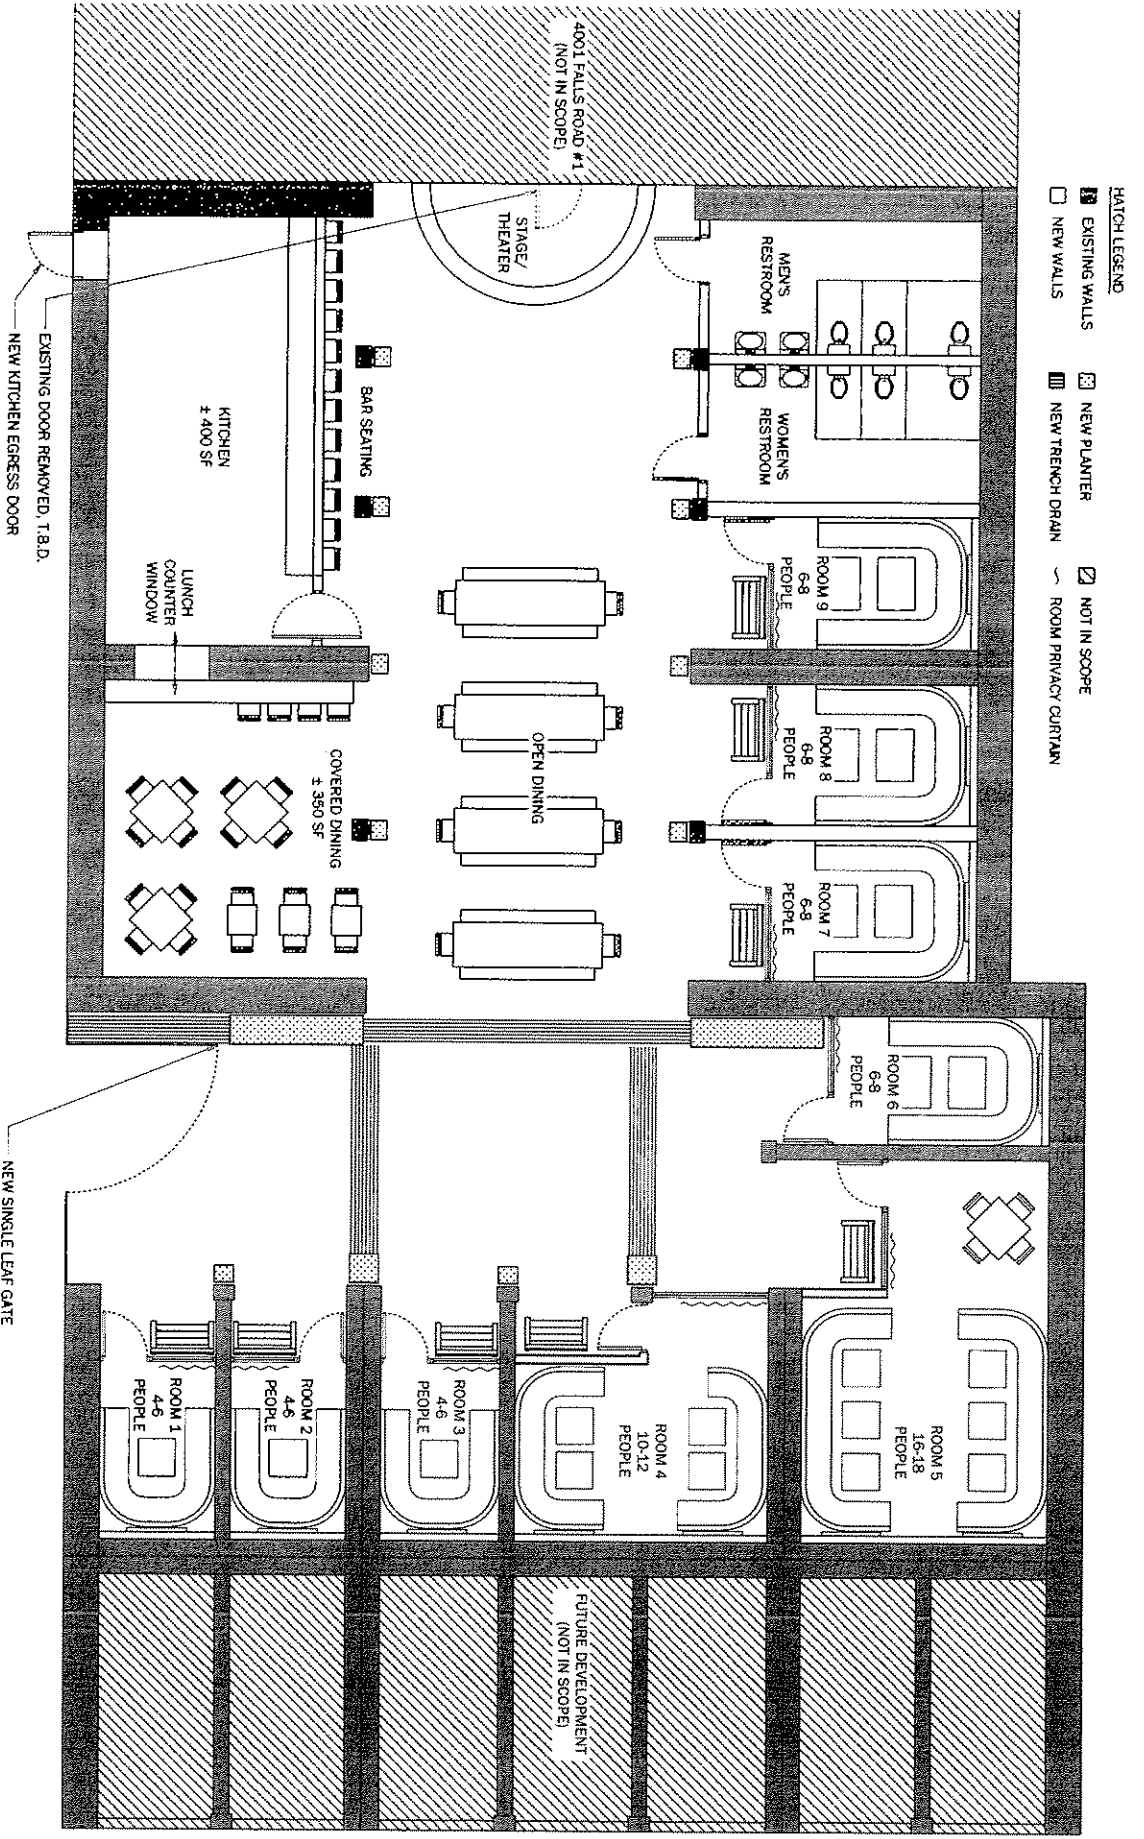 HATCH LEGEND
EXISTING WALLS
NEW WALLS
NEW PLANTER
NEW TRENCH DRAIN
NOT IN SCOPE
ROOM PRIVACY CURTAIN
4001 FALLS ROAD #1
(NOT IN SCOPE)
STAGE/
THEATER
MEN'S
RESTROOM
WOMEN'S
RESTROOM
ROOM 9
6-8
PEOPLE
ROOM 8
6-8
PEOPLE
ROOM 7
6-8
PEOPLE
ROOM 6
6-8
PEOPLE
ROOM 5
16-18
PEOPLE
ROOM 4
10-12
PEOPLE
ROOM 3
4-6
PEOPLE
ROOM 2
4-6
PEOPLE
ROOM 1
4-6
PEOPLE
FUTURE DEVELOPMENT
(NOT IN SCOPE)
OPEN DINING
BAR SEATING
KITCHEN
± 400 SF
LUNCH
COUNTER
WINDOW
COVERED DINING
± 350 SF
EXISTING DOOR REMOVED, T.B.D.
NEW KITCHEN EGRESS DOOR
NEW SINGLE LEAF GATE